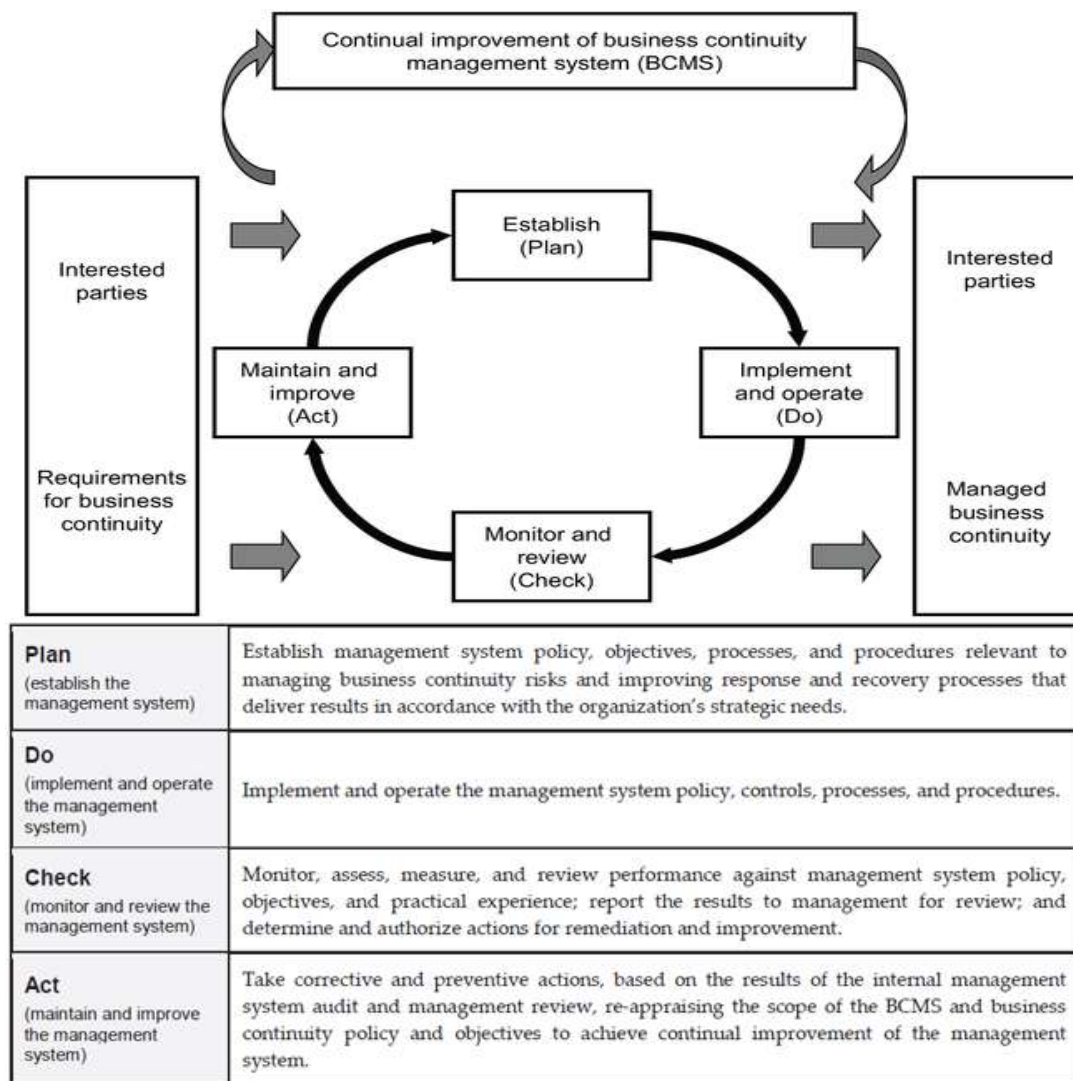 Continual improvement of business continuity
management system (BCMS)
Establish
(Plan)
Interested
parties
Interested
parties
Maintain and
improve
(Act)
Implement
and operate
(Do)
Requirements
for business
continuity
Managed
business
continuity
Monitor and
review
(Check)
Plan
(establish the
management system)
Establish management system policy, objectives, processes, and procedures relevant to
managing business continuity risks and improving response and recovery processes that
deliver results in accordance with the organization's strategic needs.
Do
(implement and operate
the management
system)
Implement and operate the management system policy, controls, processes, and procedures.
Check
(monitor and review the
management system)
Monitor, assess, measure, and review performance against management system policy,
objectives, and practical experience; report the results to management for review; and
determine and authorize actions for remediation and improvement.
Act
(maintain and improve
the management
system)
Take corrective and preventive actions, based on the results of the internal management
system audit and management review, re-appraising the scope of the BCMS and business
continuity policy and objectives to achieve continual improvement of the management
system.